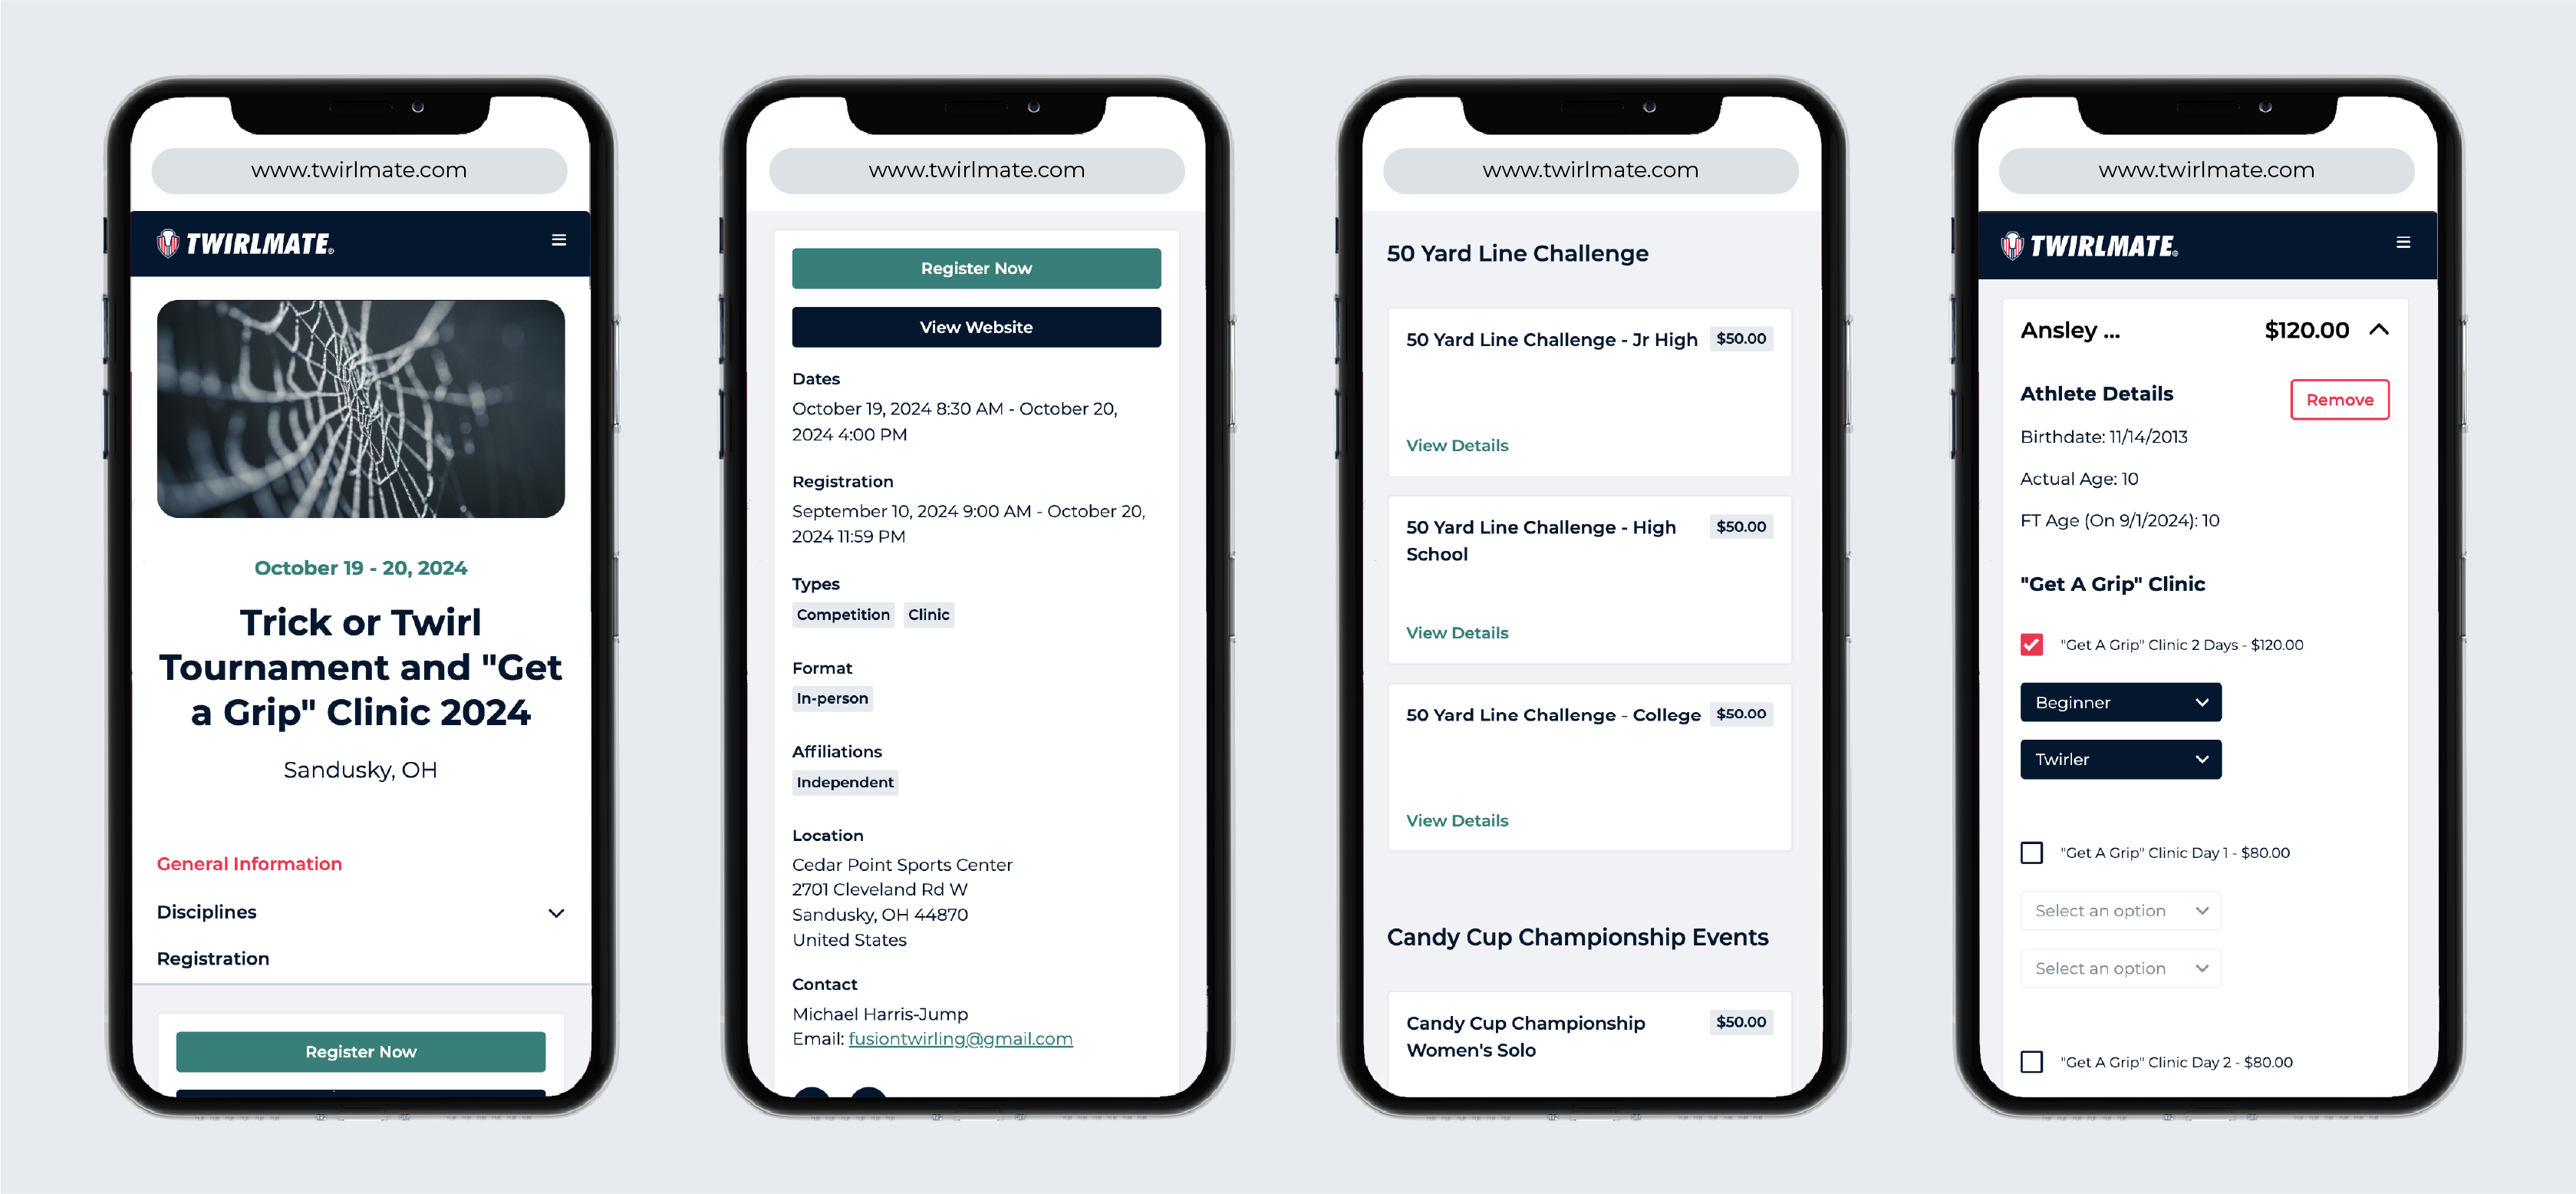 www.twirlmate.com
TWIRLMATE
October 19 - 20, 2024
Trick or Twirl
Tournament and "Get
a Grip" Clinic 2024
Sandusky, OH
General Information
Disciplines
Registration
Register Now
www.twirlmate.com
Register Now
View Website
Dates
October 19, 2024 8:30 AM - October 20,
2024 4:00 PM
Registration
September 10, 2024 9:00 AM - October 20,
2024 11:59 PM
Types
Competition Clinic
Format
In-person
Affiliations
Independent
Location
Cedar Point Sports Center
2701 Cleveland Rd W
Sandusky, OH 44870
United States
Contact
Michael Harris-Jump
Email: fusiontwirling@gmail.com
www.twirlmate.com
50 Yard Line Challenge
50 Yard Line Challenge - Jr High $50.00
View Details
50 Yard Line Challenge - High $50.00
School
View Details
50 Yard Line Challenge - College $50.00
View Details
Candy Cup Championship Events
Candy Cup Championship $50.00
Women's Solo
www.twirlmate.com
TWIRLMATE
Ansley ... $120.00
Athlete Details Remove
Birthdate: 11/14/2013
Actual Age: 10
FT Age (On 9/1/2024): 10
"Get A Grip" Clinic
"Get A Grip" Clinic 2 Days - $120.00
Beginner
Twirler
"Get A Grip" Clinic Day 1 - $80.00
Select an option
Select an option
"Get A Grip" Clinic Day 2 - $80.00